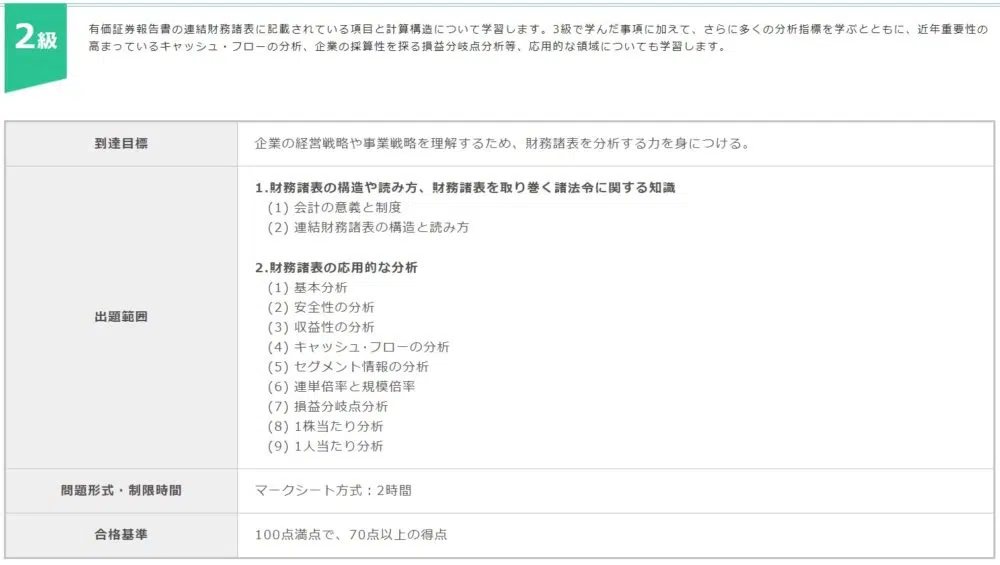 2級
有価証券報告書の連結財務諸表に記載されている項目と計算構造について学習します。3級で学んだ事項に加えて、さらに多くの分析指標を学ぶとともに、近年重要性の
高まっているキャッシュ・フローの分析、企業の採算性を探る損益分岐点分析等、応用的な領域についても学習します。
到達目標
企業の経営戦略や事業戦略を理解するため、財務諸表を分析する力を身につける。
出題範囲
1.財務諸表の構造や読み方、財務諸表を取り巻く諸法令に関する知識
(1) 会計の意義と制度
(2) 連結財務諸表の構造と読み方
2.財務諸表の応用的な分析
(1) 基本分析
(2) 安全性の分析
(3) 収益性の分析
(4) キャッシュ・フローの分析
(5) セグメント情報の分析
(6) 連単倍率と規模倍率
(7) 損益分岐点分析
(8) 1株当たり分析
(9) 1人当たり分析
問題形式・制限時間
マークシート方式：2時間
合格基準
100点満点で、70点以上の得点